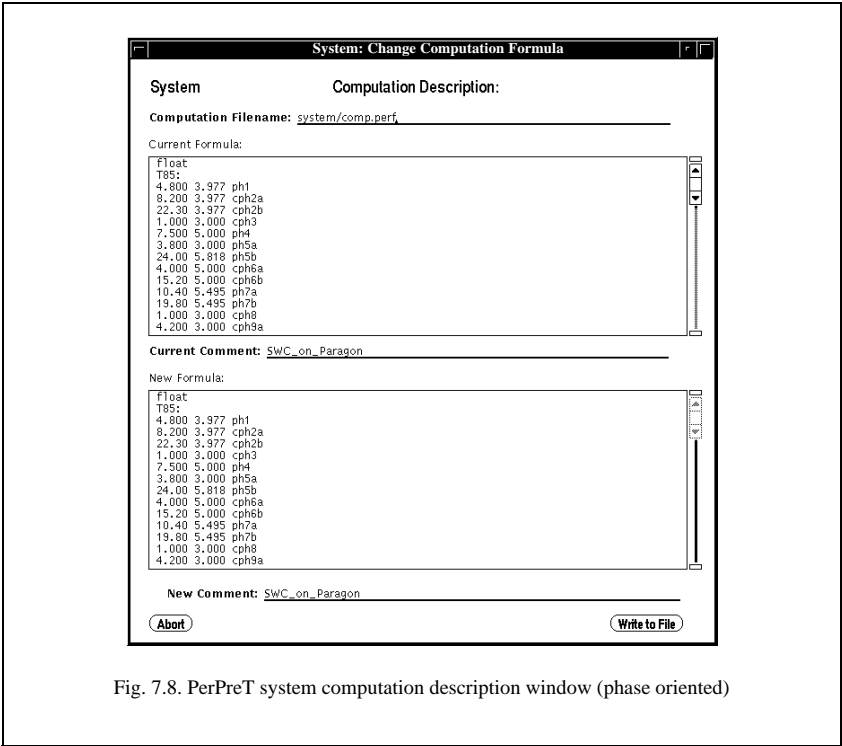 System: Change Computation Formula
System Computation Description:
Computation Filename: system/comp.perf
Current Formula:
float
T85:
4.800 3.977 ph1
8.200 3.977 cph2a
22.30 3.977 cph2b
1.000 3.000 cph3
7.500 5.000 ph4
3.800 3.000 ph5a
24.00 5.818 ph5b
4.000 5.000 cph6a
15.20 5.000 cph6b
10.40 5.495 ph7a
19.80 5.495 ph7b
1.000 3.000 cph8
4.200 3.000 cph9a
Current Comment: SWC_on_Paragon
New Formula:
float
T85:
4.800 3.977 ph1
8.200 3.977 cph2a
22.30 3.977 cph2b
1.000 3.000 cph3
7.500 5.000 ph4
3.800 3.000 ph5a
24.00 5.818 ph5b
4.000 5.000 cph6a
15.20 5.000 cph6b
10.40 5.495 ph7a
19.80 5.495 ph7b
1.000 3.000 cph8
4.200 3.000 cph9a
New Comment: SWC_on_Paragon
Abort Write to File
Fig. 7.8. PerPreT system computation description window (phase oriented)